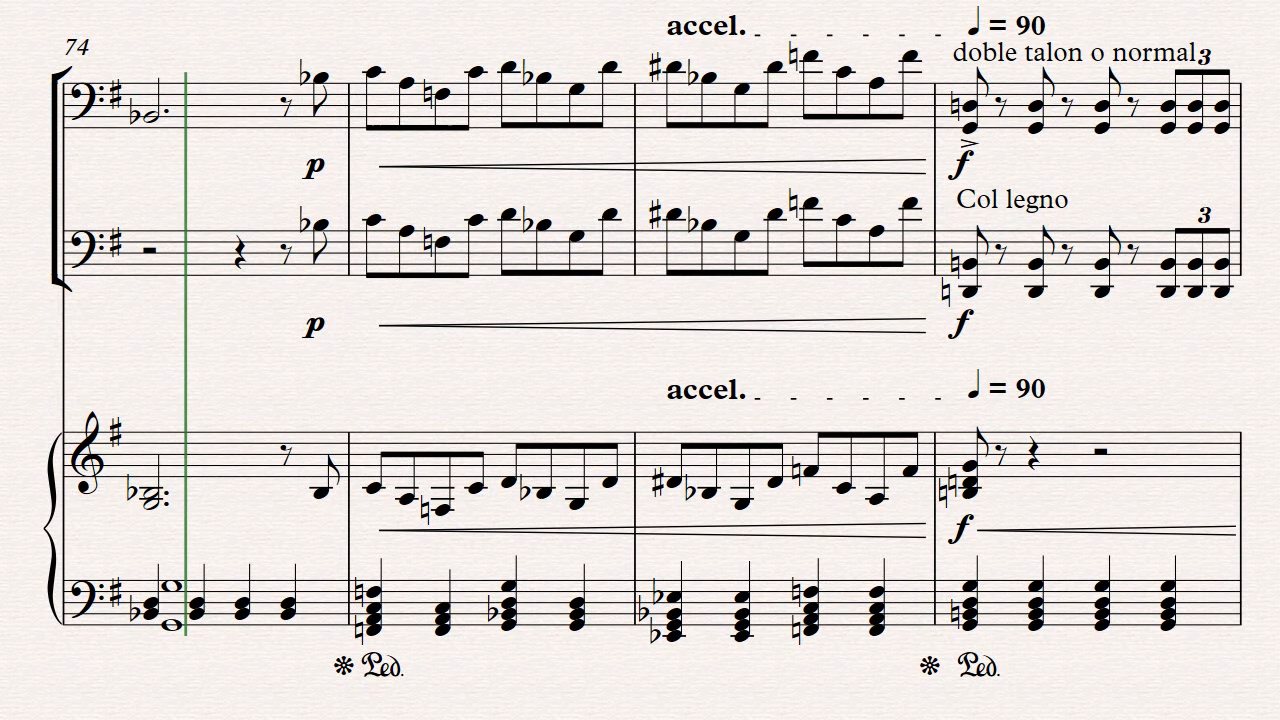 accel. ♩ = 90
74
doble talon o normal
3
p
f
Col legno
3
p
f
accel. ♩ = 90
f
Ped. Ped.